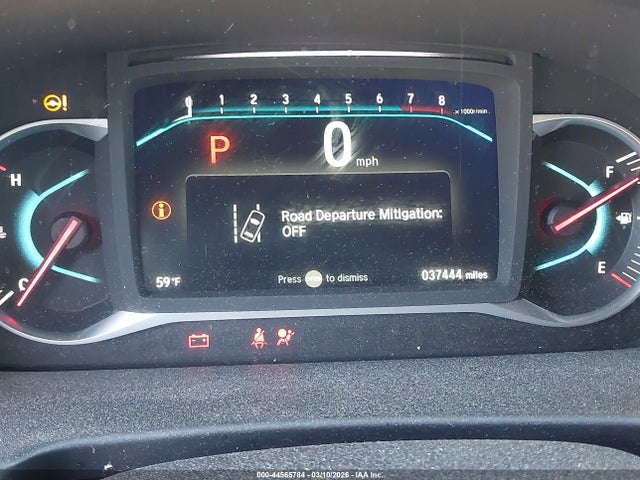 0 1 2 3 4 5 6 7 8 x1000r/min
P 0 mph
H
F
Road Departure Mitigation:
OFF
C
E
59°F
Press to dismiss
037444 miles
000-44565784 - 03/10/2026 - IAA Inc.